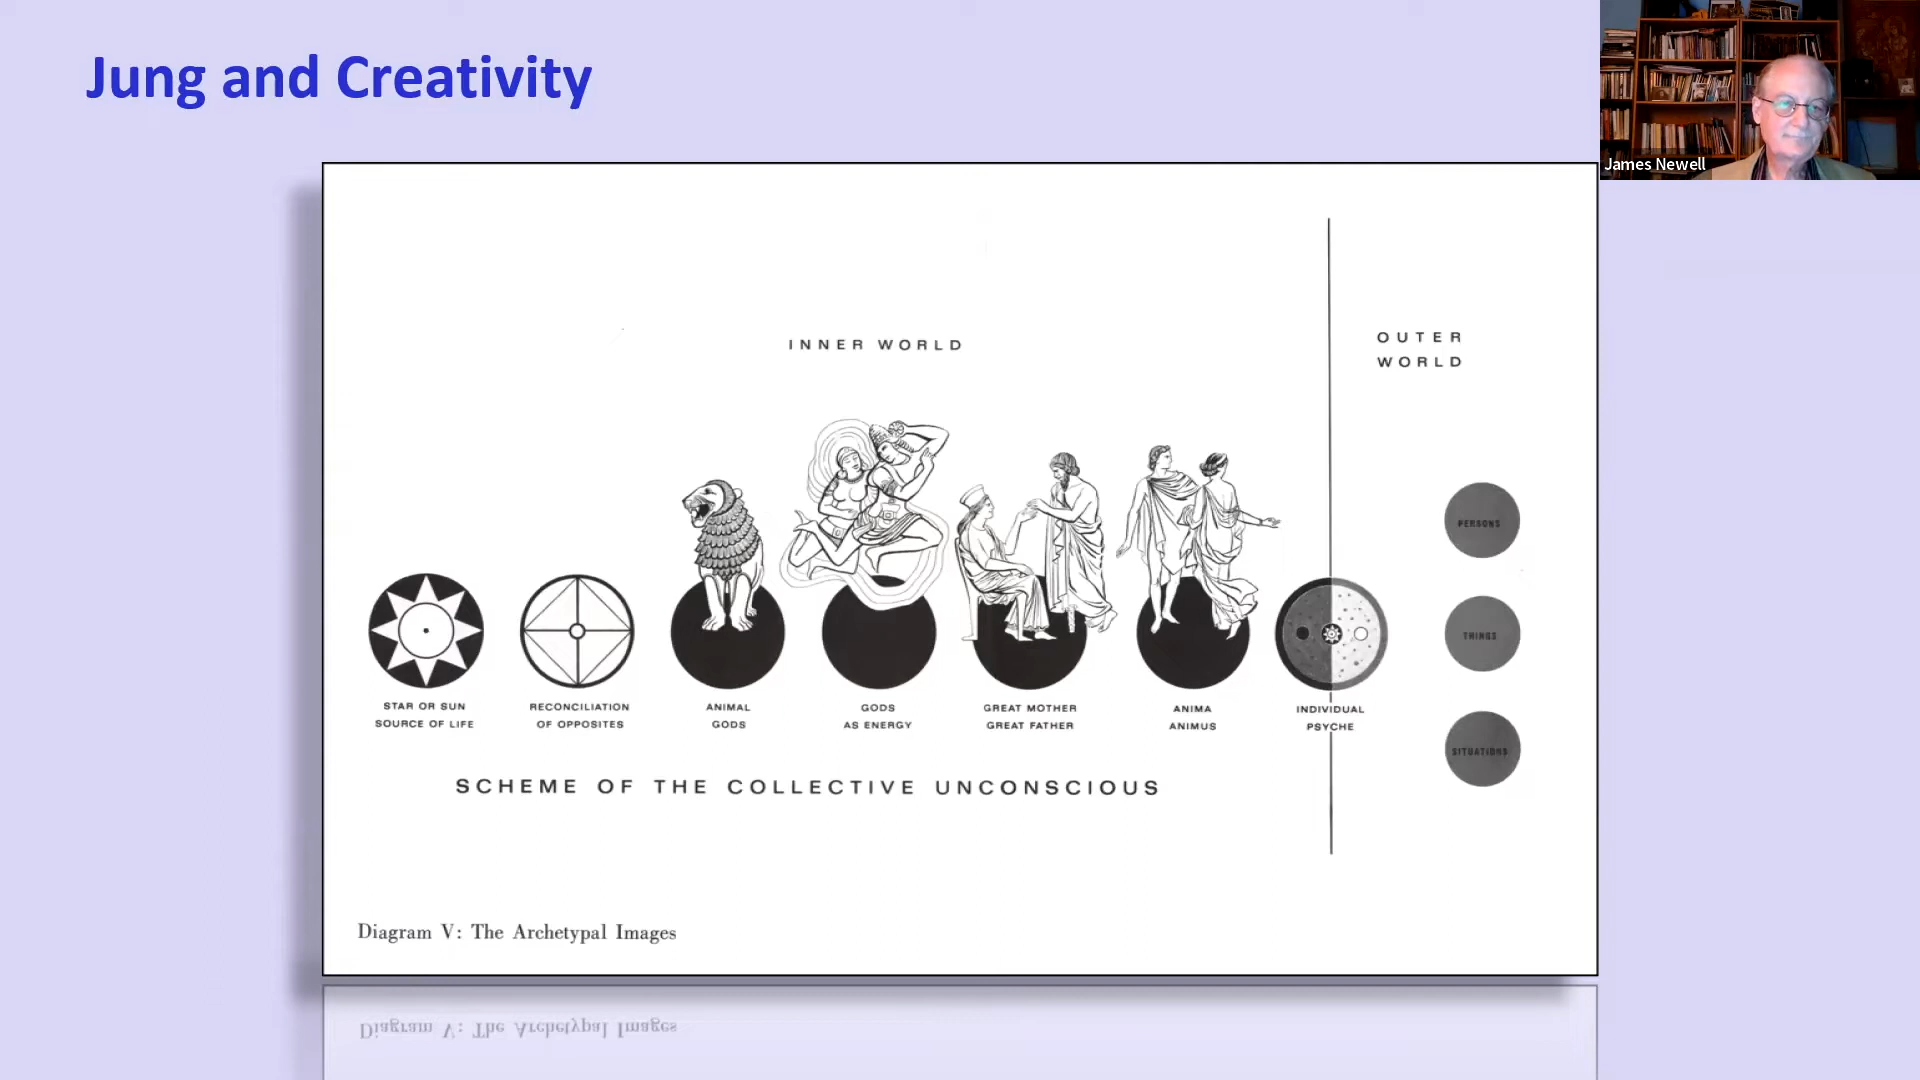 Jung and Creativity
James Newell
INNER WORLD
OUTER
WORLD
PERSONS
THINGS
SITUATIONS
STAR OR SUN
SOURCE OF LIFE
RECONCILIATION
OF OPPOSITES
ANIMAL
GODS
GODS
AS ENERGY
GREAT MOTHER
GREAT FATHER
ANIMA
ANIMUS
INDIVIDUAL
PSYCHE
SCHEME OF THE COLLECTIVE UNCONSCIOUS
Diagram V: The Archetypal Images